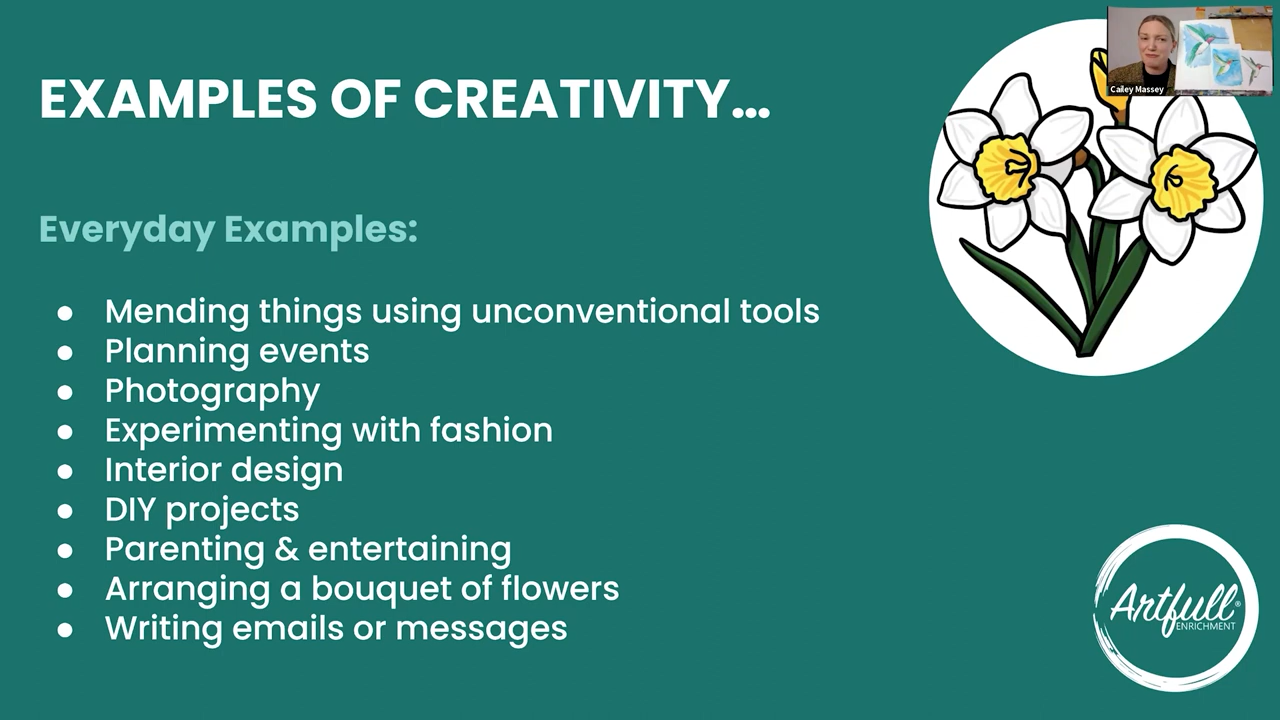 EXAMPLES OF CREATIVITY...
Cailey Massey
Everyday Examples:
● Mending things using unconventional tools
● Planning events
● Photography
● Experimenting with fashion
● Interior design
● DIY projects
● Parenting & entertaining
● Arranging a bouquet of flowers
● Writing emails or messages
Artfull®
ENRICHMENT